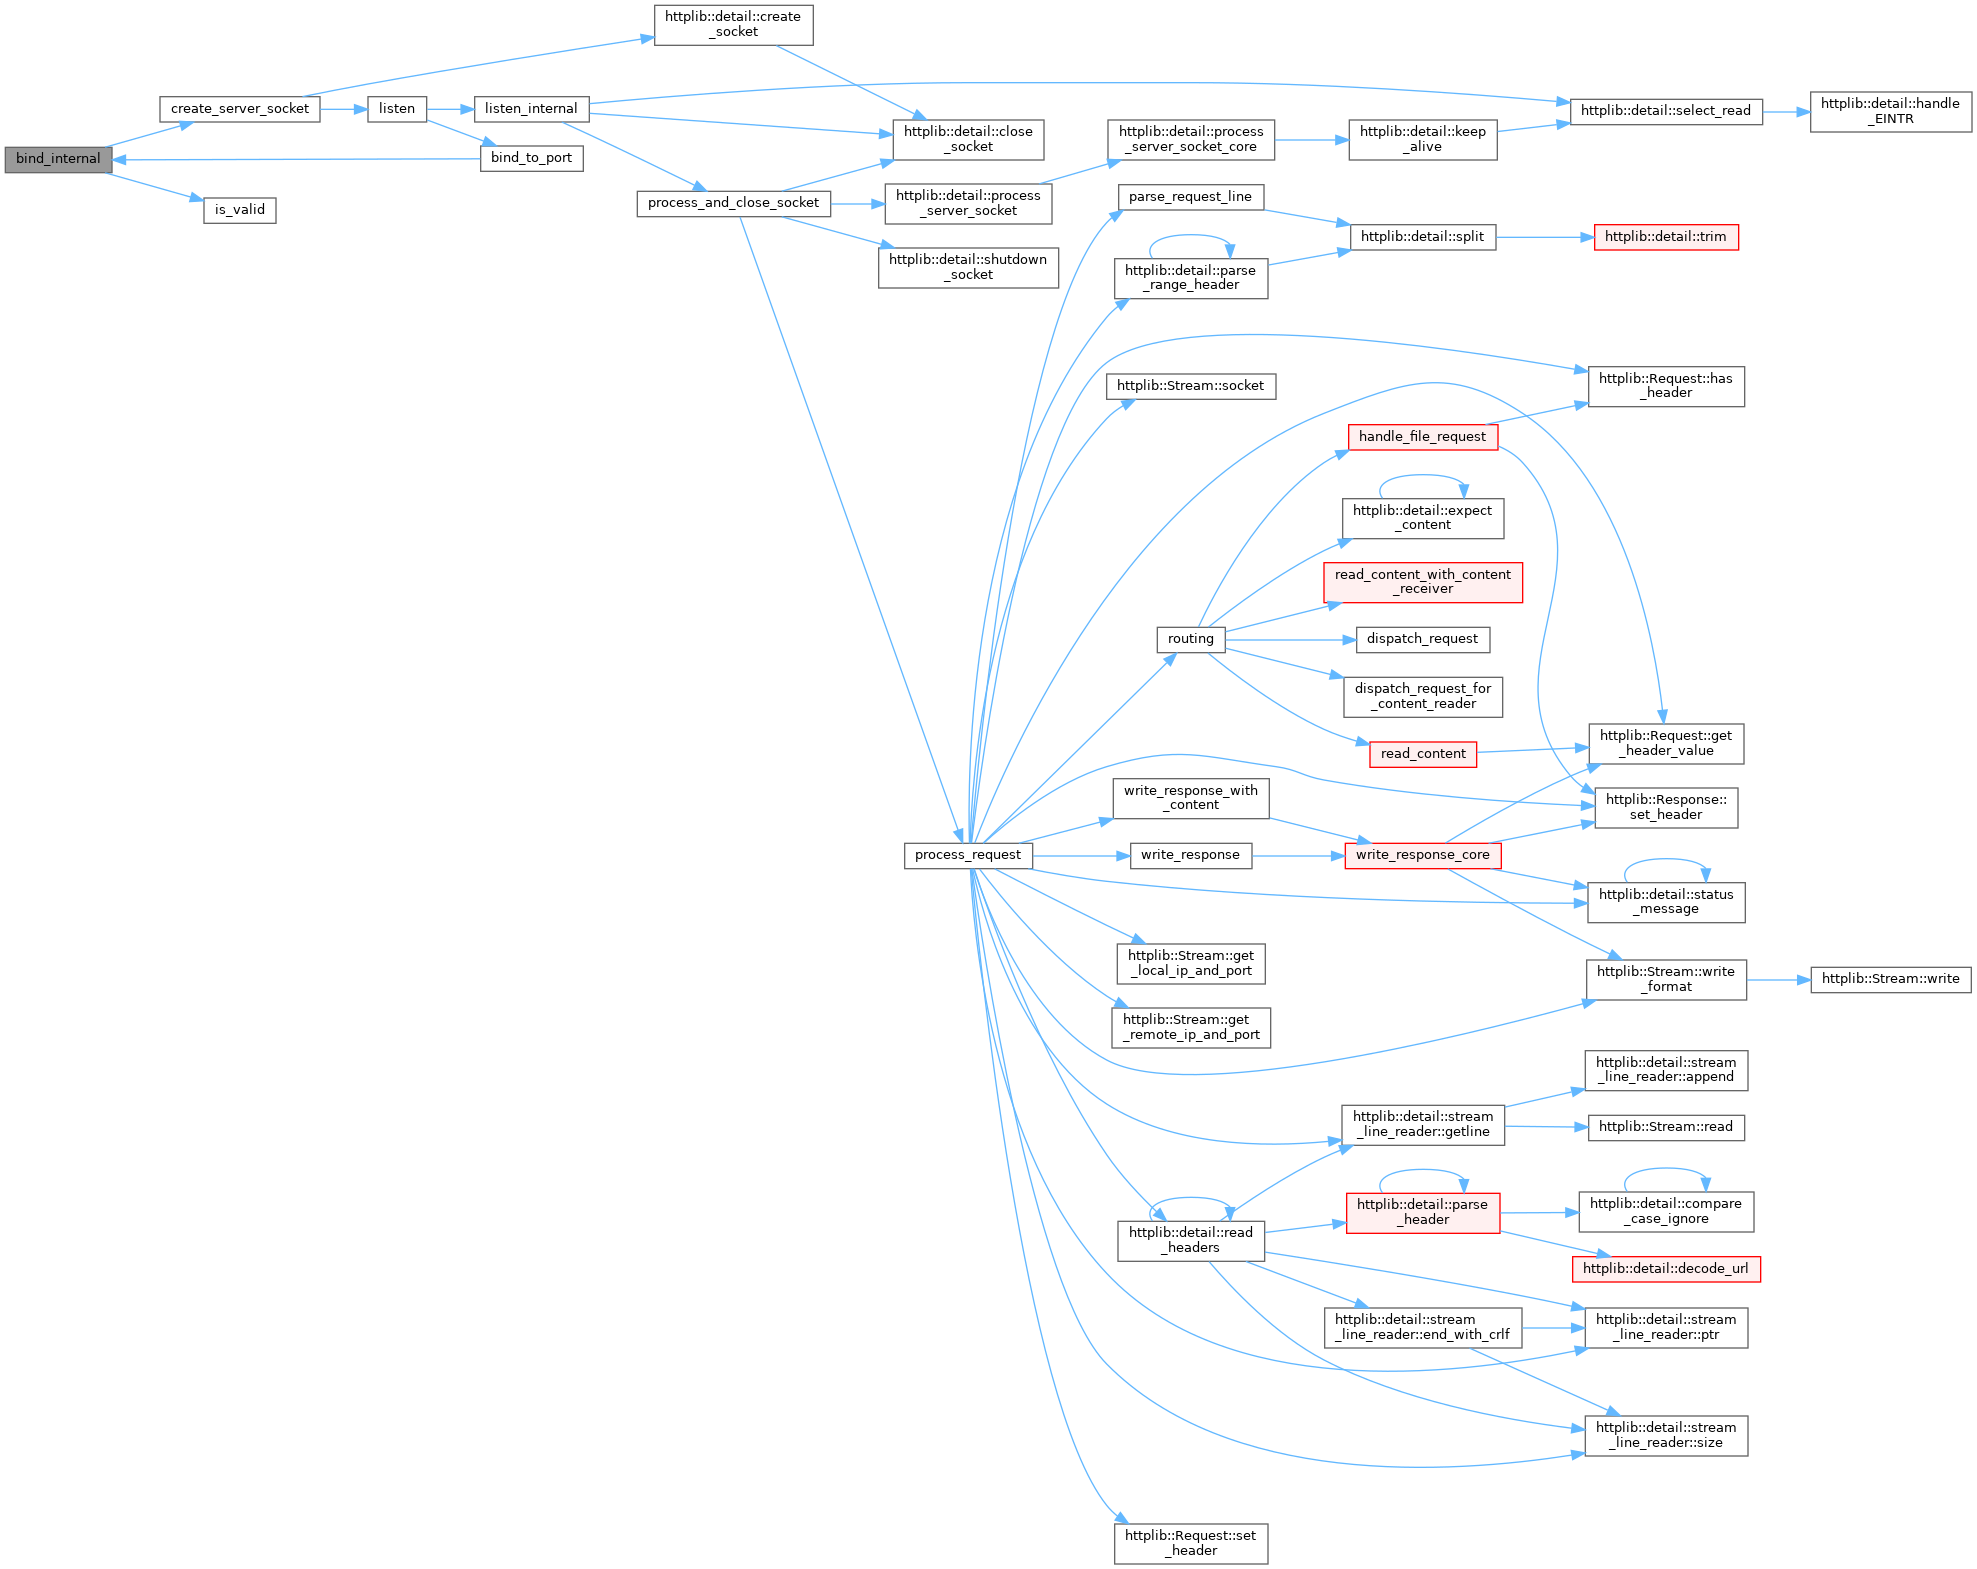 httplib::detail::create
_socket
create_server_socket
listen
listen_internal
httplib::detail::select_read
httplib::detail::handle
_EINTR
httplib::detail::close
_socket
httplib::detail::process
_server_socket_core
httplib::detail::keep
_alive
bind_internal
bind_to_port
is_valid
process_and_close_socket
httplib::detail::process
_server_socket
parse_request_line
httplib::detail::split
httplib::detail::trim
httplib::detail::shutdown
_socket
httplib::detail::parse
_range_header
httplib::Stream::socket
httplib::Request::has
_header
handle_file_request
httplib::detail::expect
_content
read_content_with_content
_receiver
routing
dispatch_request
dispatch_request_for
_content_reader
read_content
httplib::Request::get
_header_value
write_response_with
_content
httplib::Response::
set_header
process_request
write_response
write_response_core
httplib::detail::status
_message
httplib::Stream::get
_local_ip_and_port
httplib::Stream::write
_format
httplib::Stream::write
httplib::Stream::get
_remote_ip_and_port
httplib::detail::stream
_line_reader::append
httplib::detail::stream
_line_reader::getline
httplib::Stream::read
httplib::detail::read
_headers
httplib::detail::parse
_header
httplib::detail::compare
_case_ignore
httplib::detail::decode_url
httplib::detail::stream
_line_reader::end_with_crlf
httplib::detail::stream
_line_reader::ptr
httplib::detail::stream
_line_reader::size
httplib::Request::set
_header